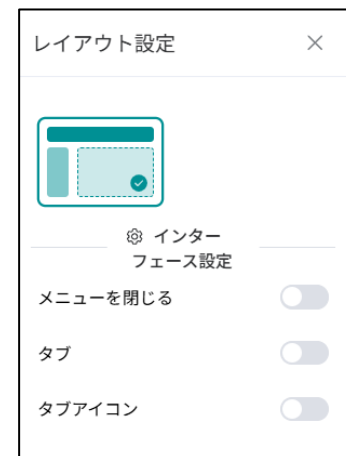 レイアウト設定
インター
フェース設定
メニューを閉じる
タブ
タブアイコン